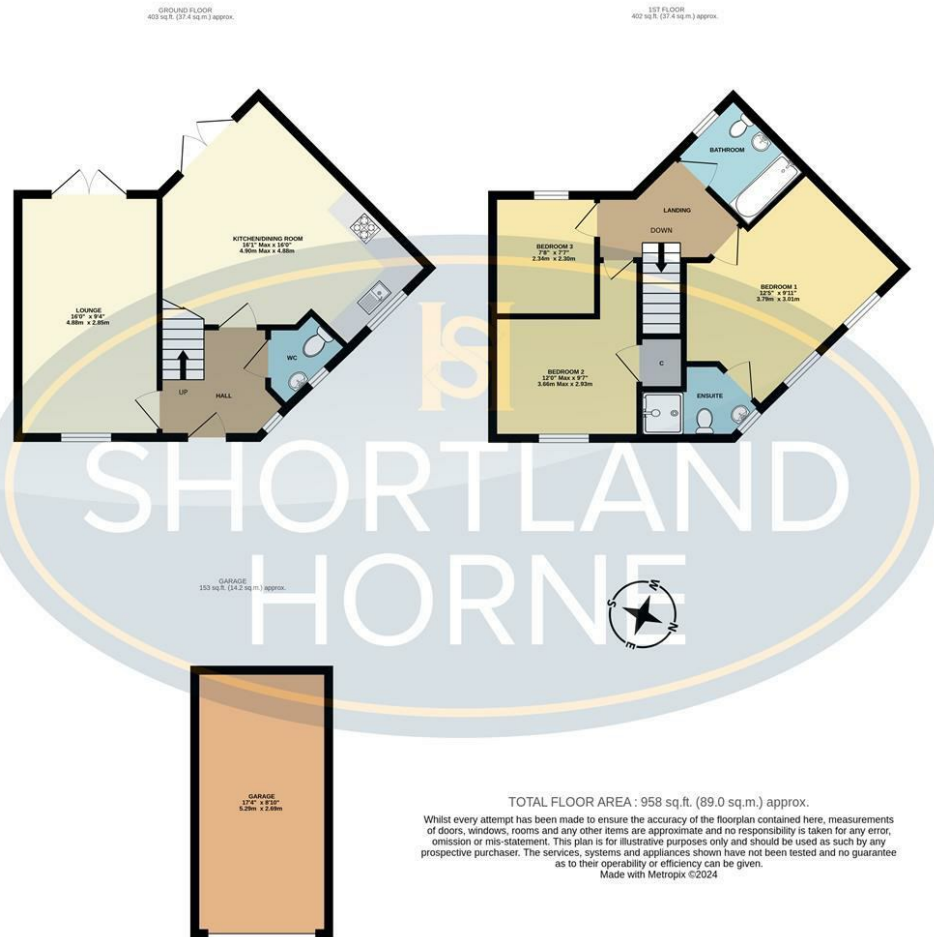 GROUND FLOOR
403 sq.ft. (37.4 sq.m.) approx.
1ST FLOOR
402 sq.ft. (37.4 sq.m.) approx.
KITCHEN/DINING ROOM
16'1" Max x 16'0"
4.90m Max x 4.88m
LOUNGE
16'0" x 9'4"
4.88m x 2.85m
WC
UP
HALL
BATHROOM
LANDING
DOWN
BEDROOM 3
7'8" x 7'7"
2.34m x 2.30m
BEDROOM 1
12'5" x 9'11"
3.79m x 3.01m
BEDROOM 2
12'0" Max x 9'7"
3.66m Max x 2.93m
C
ENSUITE
SH
SHORTLAND
HORNE
GARAGE
153 sq.ft. (14.2 sq.m.) approx.
W
S
N
E
GARAGE
17'4" x 8'10"
5.29m x 2.69m
TOTAL FLOOR AREA : 958 sq.ft. (89.0 sq.m.) approx.
Whilst every attempt has been made to ensure the accuracy of the floorplan contained here, measurements
of doors, windows, rooms and any other items are approximate and no responsibility is taken for any error,
omission or mis-statement. This plan is for illustrative purposes only and should be used as such by any
prospective purchaser. The services, systems and appliances shown have not been tested and no guarantee
as to their operability or efficiency can be given.
Made with Metropix ©2024